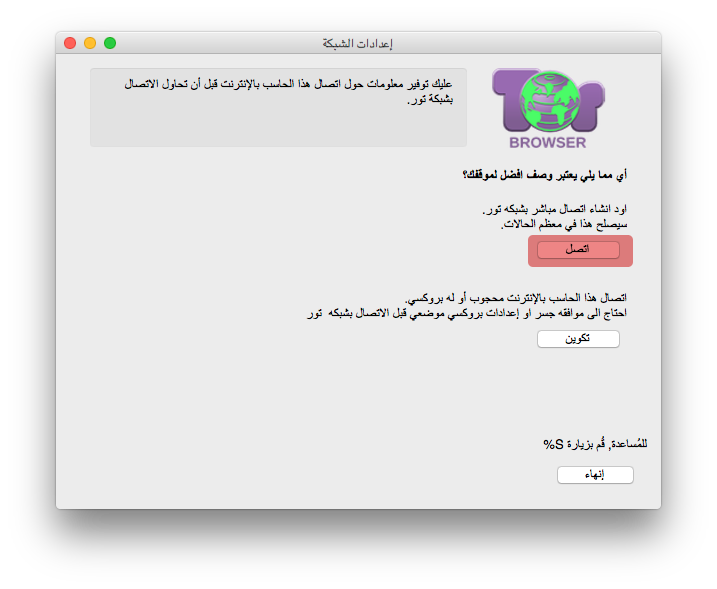 إعدادات الشبكة
عليك توفير معلومات حول اتصال هذا الحاسب بالإنترنت قبل أن تحاول الاتصال
بشبكة تور.
Tor
BROWSER
أي مما يلي يعتبر وصف افضل لموقفك؟
اود انشاء اتصال مباشر بشبكه تور.
سيصلح هذا في معظم الحالات.
اتصل
اتصال هذا الحاسب بالإنترنت محجوب أو له بروكسي.
احتاج الى موافقه جسر او إعدادات بروكسي موضعي قبل الاتصال بشبكه تور
تكوين
للمُساعدة, قُم بزيارة %S
إنهاء